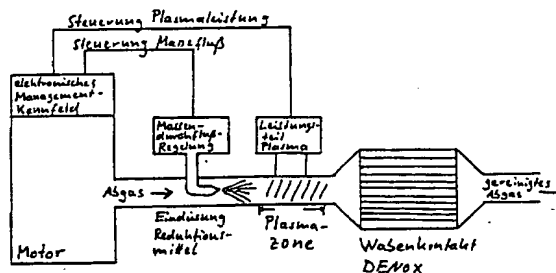 Steuerung Plasmaleistung
Steuerung Massefluß
elektronisches
Management-
Kennfeld
Massen-
durchfluß-
Regelung
Leistungs-
teil
Plasma
Abgas
gereinigtes
Abgas
Eindüsung
Reduktions-
mittel
Plasma-
zone
Motor
Wabenkontakt
DENOX